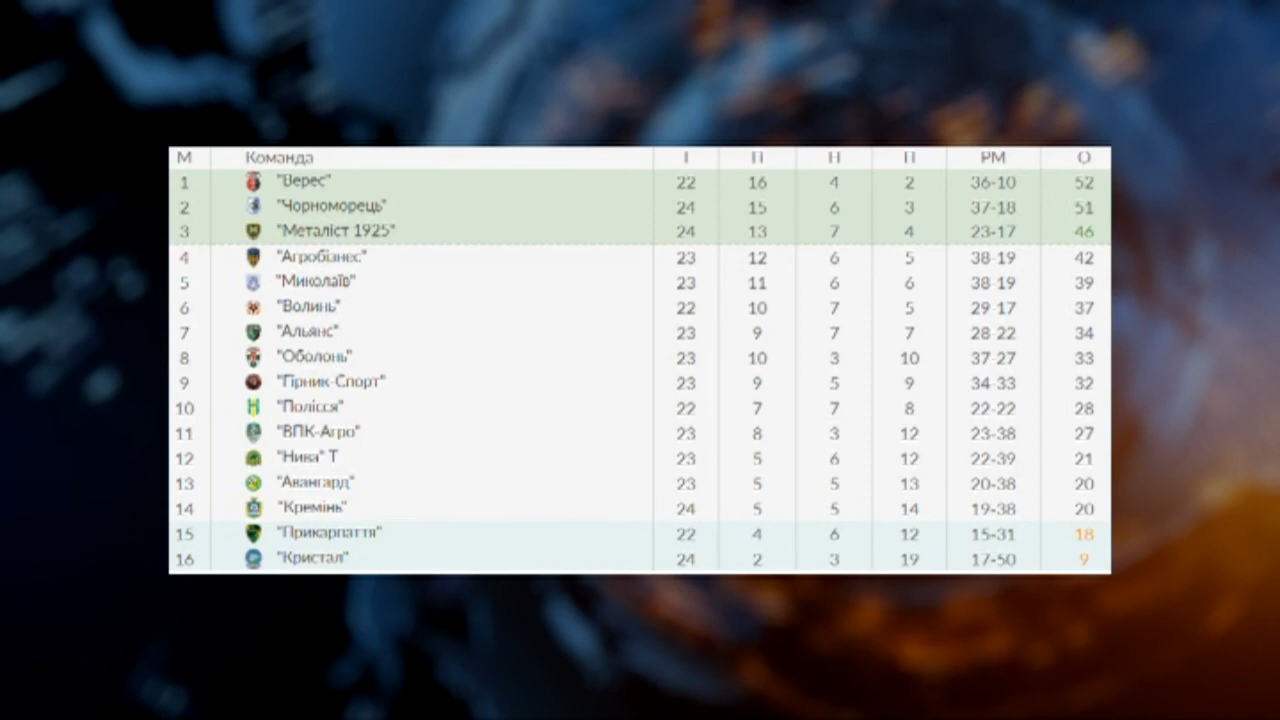 М Команда І П Н П РМ О
1 "Верес" 22 16 4 2 36-10 52
2 "Чорноморець" 24 15 6 3 37-18 51
3 "Металіст 1925" 24 13 7 4 23-17 46
4 "Агробізнес" 23 12 6 5 38-19 42
5 "Миколаїв" 23 11 6 6 38-19 39
6 "Волинь" 22 10 7 5 29-17 37
7 "Альянс" 23 9 7 7 28-22 34
8 "Оболонь" 23 10 3 10 37-27 33
9 "Гірник-Спорт" 23 9 5 9 34-33 32
10 "Полісся" 22 7 7 8 22-22 28
11 "ВПК-Агро" 23 8 3 12 23-38 27
12 "Нива" Т 23 5 6 12 22-39 21
13 "Авангард" 23 5 5 13 20-38 20
14 "Кремінь" 24 5 5 14 19-38 20
15 "Прикарпаття" 22 4 6 12 15-31 18
16 "Кристал" 24 2 3 19 17-50 9